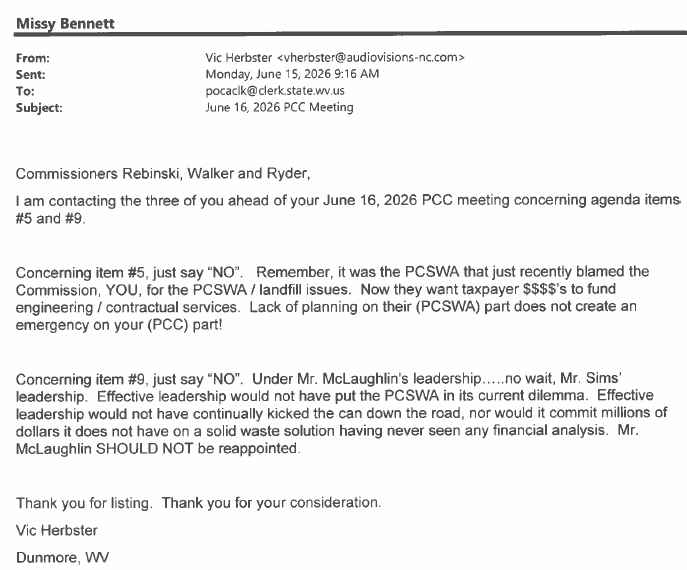 Missy Bennett
From: Vic Herbster <vherbster@audiovisions-nc.com>
Sent: Monday, June 15, 2026 9:16 AM
To: pocaclk@clerk.state.wv.us
Subject: June 16, 2026 PCC Meeting
Commissioners Rebinski, Walker and Ryder,
I am contacting the three of you ahead of your June 16, 2026 PCC meeting concerning agenda items
#5 and #9.
Concerning item #5, just say “NO”. Remember, it was the PCSWA that just recently blamed the
Commission, YOU, for the PCSWA / landfill issues. Now they want taxpayer $$$$'s to fund
engineering / contractual services. Lack of planning on their (PCSWA) part does not create an
emergency on your (PCC) part!
Concerning item #9, just say “NO”. Under Mr. McLaughlin's leadership.....no wait, Mr. Sims'
leadership. Effective leadership would not have put the PCSWA in its current dilemma. Effective
leadership would not have continually kicked the can down the road, nor would it commit millions of
dollars it does not have on a solid waste solution having never seen any financial analysis. Mr.
McLaughlin SHOULD NOT be reappointed.
Thank you for listing. Thank you for your consideration.
Vic Herbster
Dunmore, WV